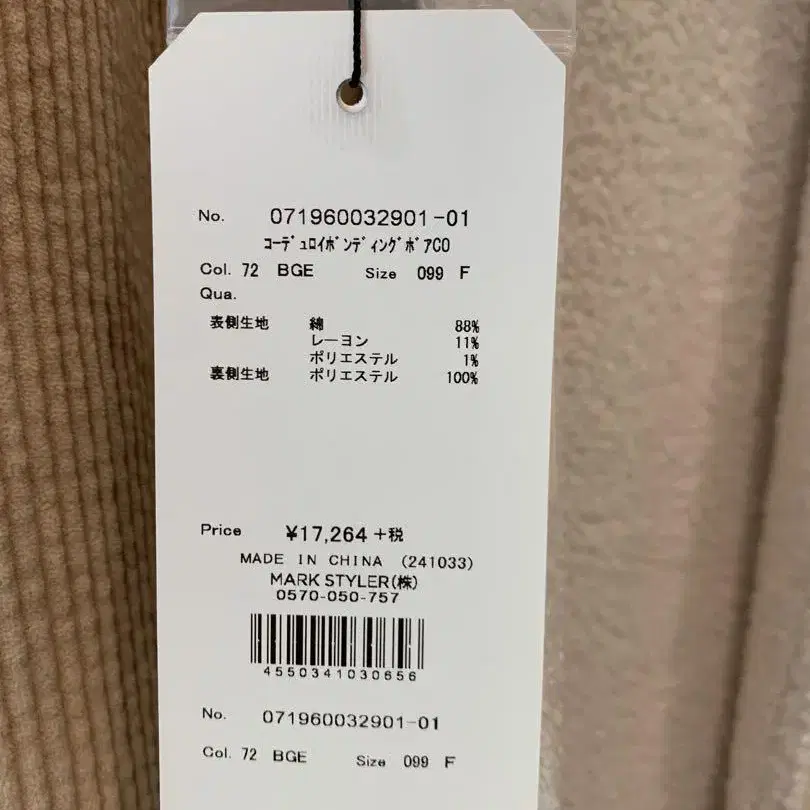 No. 071960032901-01
ｺｰﾃﾞｭﾛｲﾎﾞﾝﾃﾞｨﾝｸﾞﾎﾞｱCO
Col. 72 BGE Size 099 F
Qua.
表側生地 綿 88%
レーヨン 11%
ポリエステル 1%
裏側生地 ポリエステル 100%
Price ¥17,264 +税
MADE IN CHINA (241033)
MARK STYLER(株)
0570-050-757
4550341030656
No. 071960032901-01
Col. 72 BGE Size 099 F